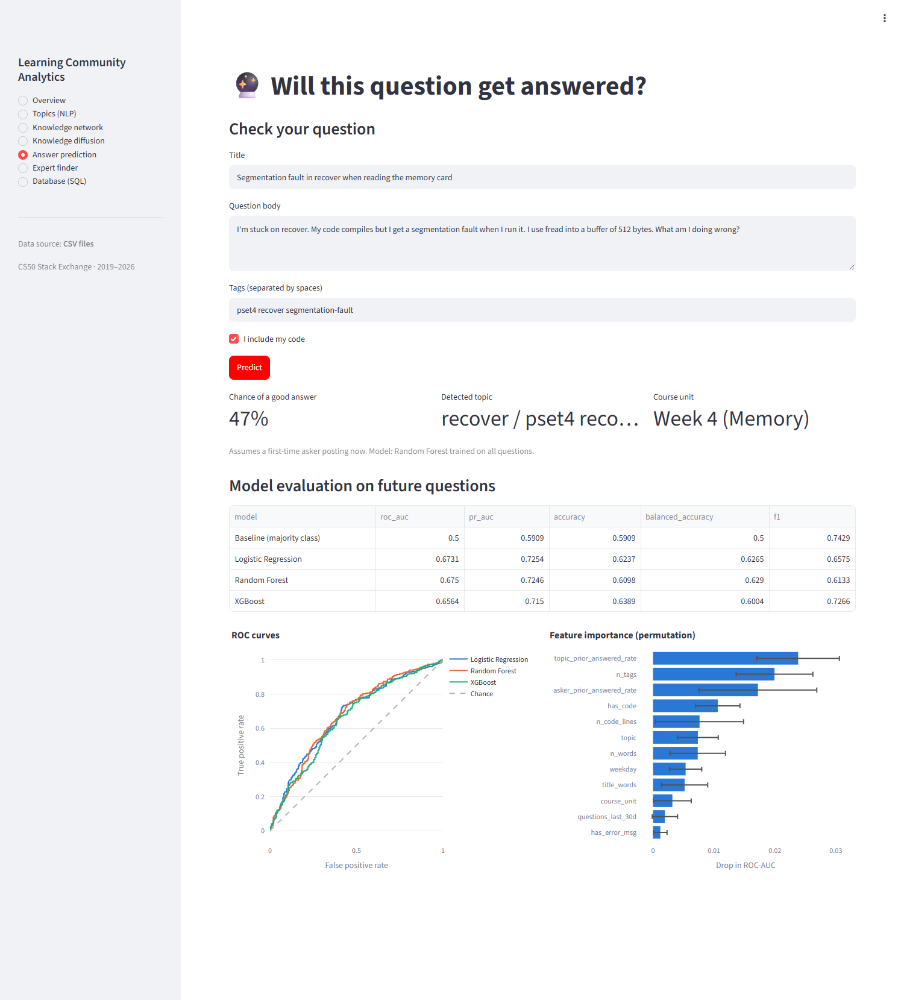 Learning Community
Analytics
Overview
Topics (NLP)
Knowledge network
Knowledge diffusion
Answer prediction
Expert finder
Database (SQL)
Data source: CSV files
CS50 Stack Exchange · 2019–2026
Will this question get answered?
Check your question
Title
Segmentation fault in recover when reading the memory card
Question body
I'm stuck on recover. My code compiles but I get a segmentation fault when I run it. I use fread into a buffer of 512 bytes. What am I doing wrong?
Tags (separated by spaces)
pset4 recover segmentation-fault
I include my code
Predict
Chance of a good answer Detected topic Course unit
47% recover / pset4 reco… Week 4 (Memory)
Assumes a first-time asker posting now. Model: Random Forest trained on all questions.
Model evaluation on future questions
model roc_auc pr_auc accuracy balanced_accuracy f1
Baseline (majority class) 0.5 0.5909 0.5909 0.5 0.7429
Logistic Regression 0.6731 0.7254 0.6237 0.6265 0.6575
Random Forest 0.675 0.7246 0.6098 0.629 0.6133
XGBoost 0.6564 0.715 0.6389 0.6004 0.7266
ROC curves
1
0.8
0.6
0.4
0.2
0
True positive rate
0 0.5 1
False positive rate
Logistic Regression
Random Forest
XGBoost
Chance
Feature importance (permutation)
topic_prior_answered_rate
n_tags
asker_prior_answered_rate
has_code
n_code_lines
topic
n_words
weekday
title_words
course_unit
questions_last_30d
has_error_msg
0 0.01 0.02 0.03
Drop in ROC-AUC